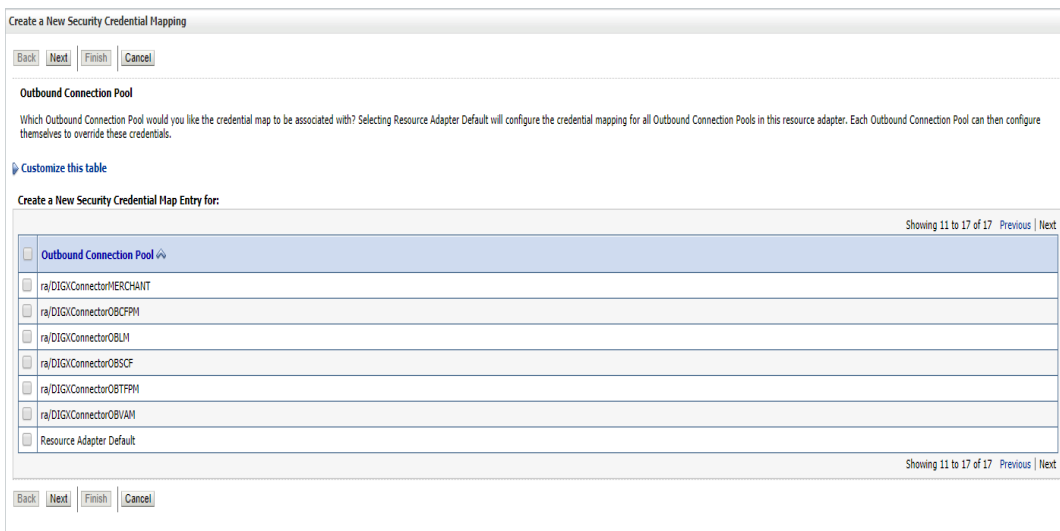 Create a New Security Credential Mapping
Back Next Finish Cancel
Outbound Connection Pool
Which Outbound Connection Pool would you like the credential map to be associated with? Selecting Resource Adapter Default will configure the credential mapping for all Outbound Connection Pools in this resource adapter. Each Outbound Connection Pool can then configure
themselves to override these credentials.
Customize this table
Create a New Security Credential Map Entry for:
Showing 11 to 17 of 17 Previous | Next
Outbound Connection Pool
ra/DIGXConnectorMERCHANT
ra/DIGXConnectorOBCFPM
ra/DIGXConnectorOBLM
ra/DIGXConnectorOBSCF
ra/DIGXConnectorOBTFPM
ra/DIGXConnectorOBVAM
Resource Adapter Default
Showing 11 to 17 of 17 Previous | Next
Back Next Finish Cancel